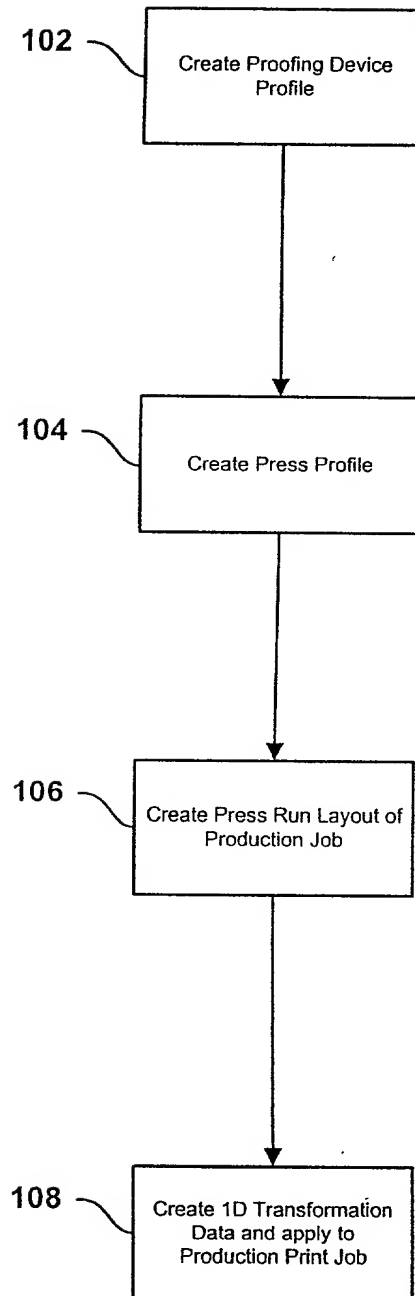 102
Create Proofing Device
Profile
104
Create Press Profile
106
Create Press Run Layout of
Production Job
108
Create 1D Transformation
Data and apply to
Production Print Job